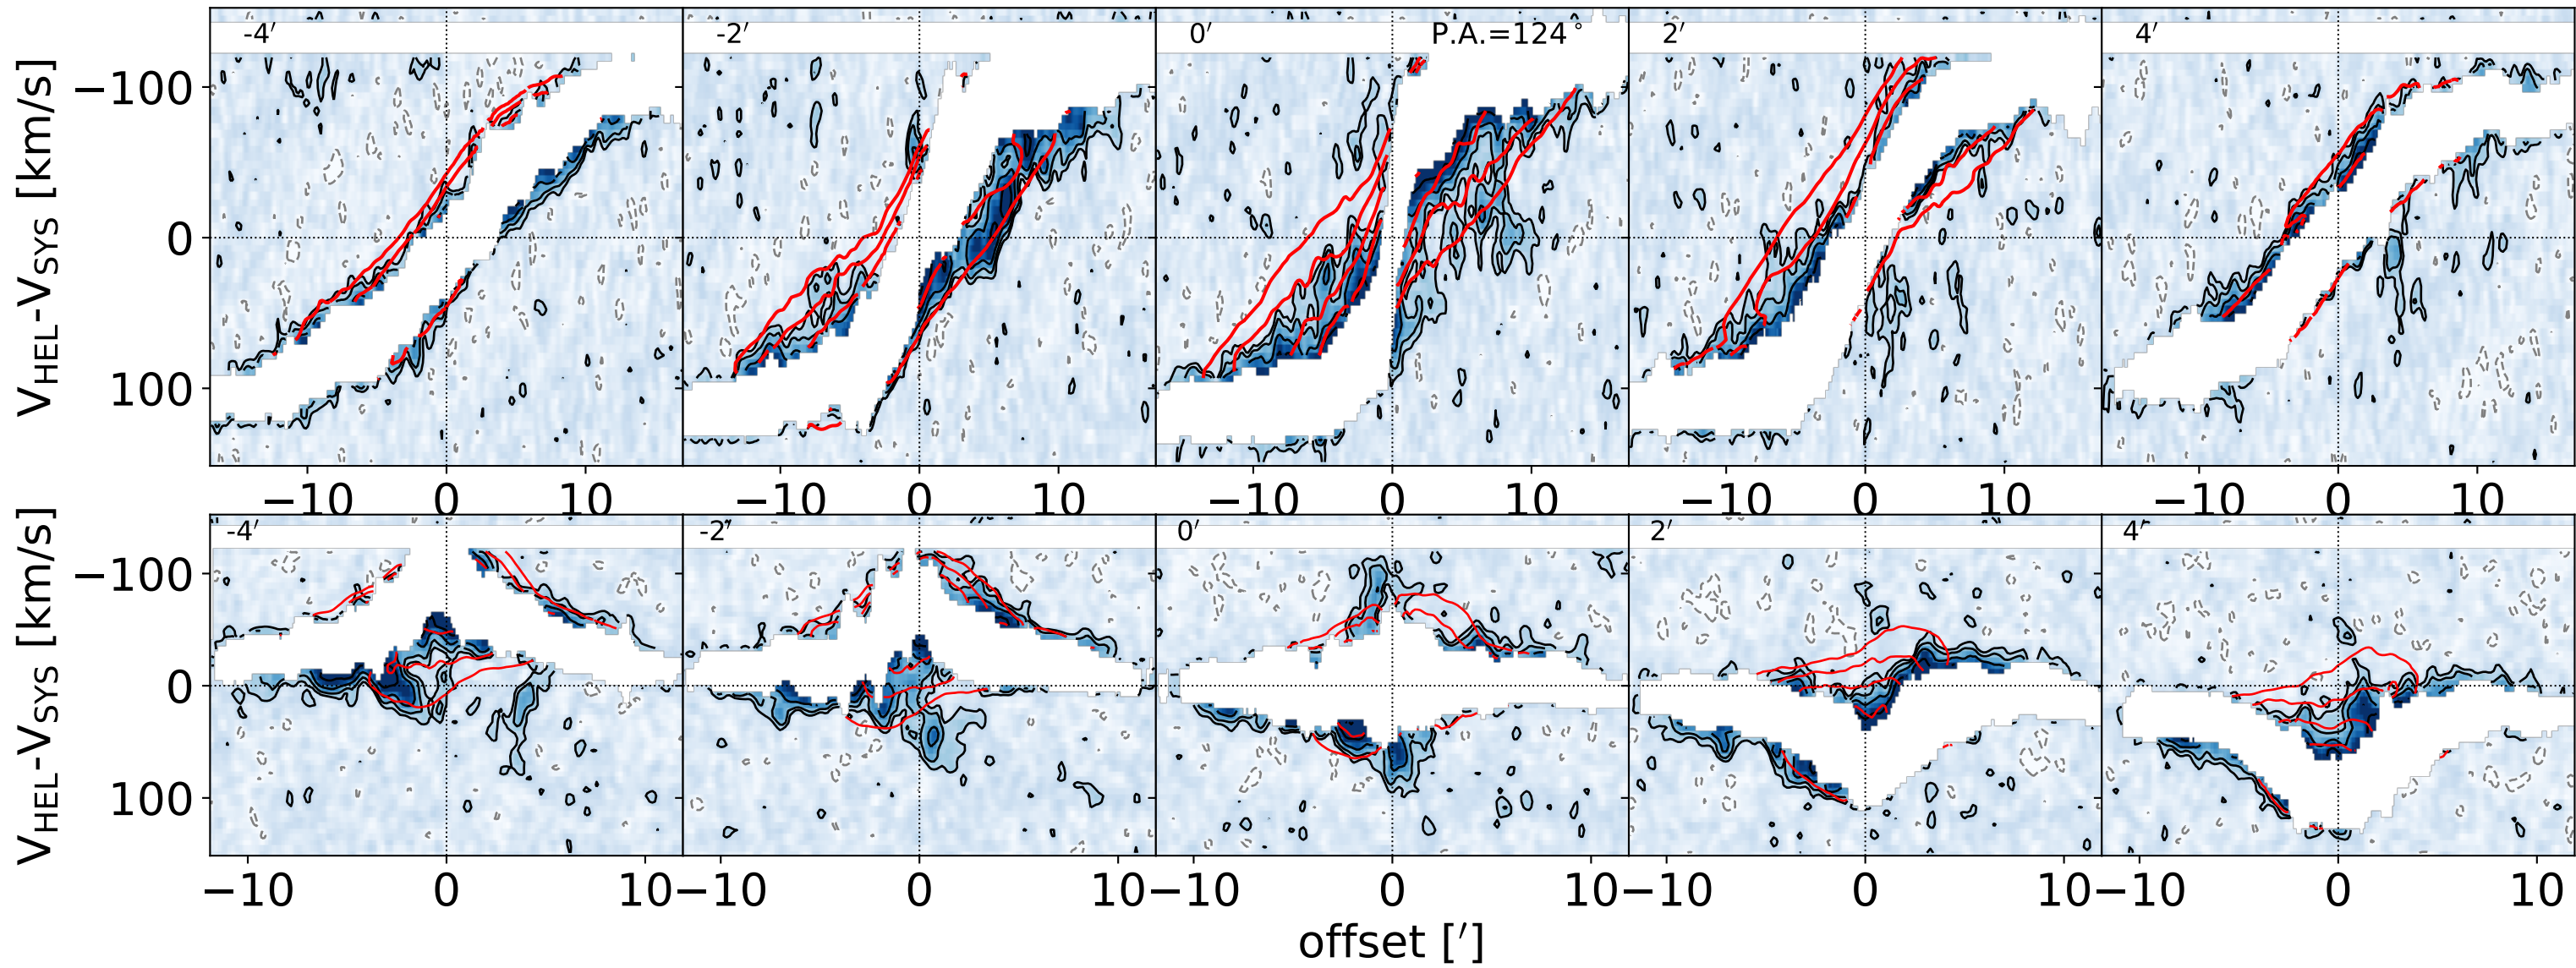 -4′ -2′ 0′ P.A.=124° 2′ 4′
V_HEL-V_SYS [km/s]
−100
0
100
−10 0 10 −10 0 10 −10 0 10 −10 0 10 −10 0 10
-4′ -2′ 0′ 2′ 4′
V_HEL-V_SYS [km/s]
−100
0
100
−10 0 10 −10 0 10 −10 0 10 −10 0 10 −10 0 10
offset [′]